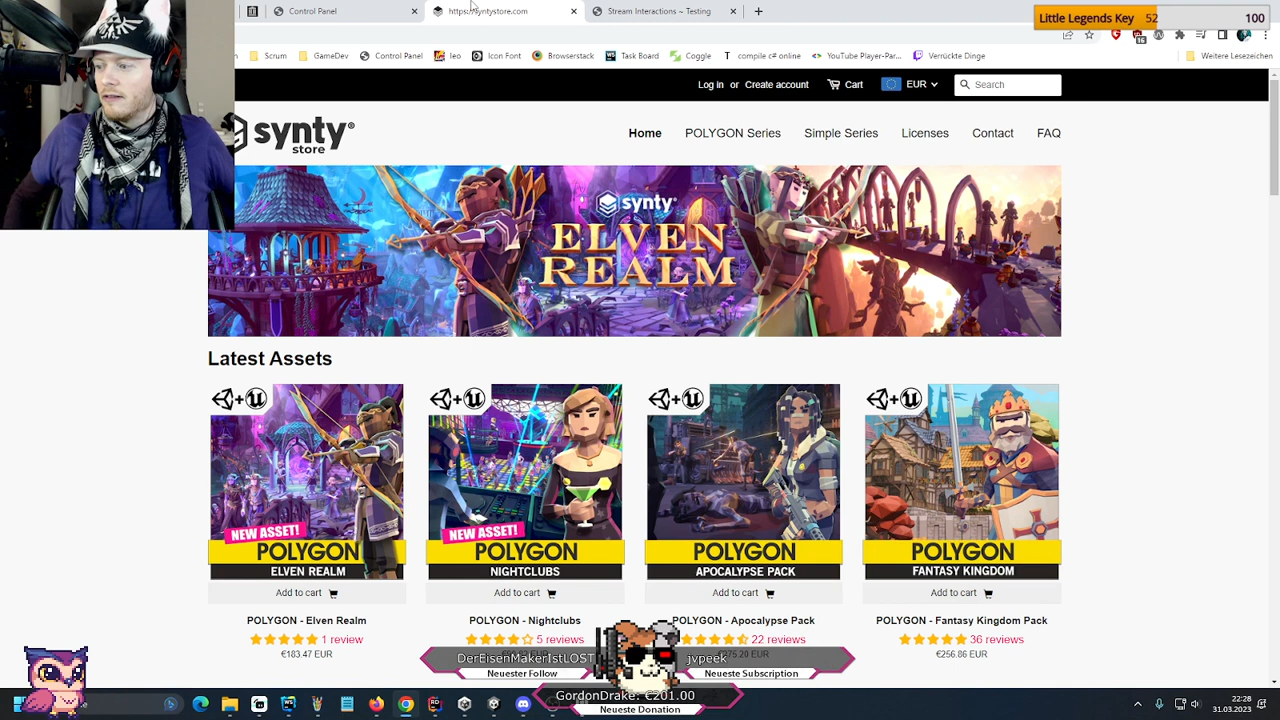 Control Panel
https://syntystore.com
Stream Interactions ~ Testing
Little Legends Key 52 100
Scrum
GameDev
Control Panel
leo
Icon Font
Browserstack
Task Board
Coggle
compile c# online
YouTube Player-Par...
Verrückte Dinge
Weitere Lesezeichen
Log in or Create account
Cart
EUR
Search
synty®
store
Home
POLYGON Series
Simple Series
Licenses
Contact
FAQ
synty
ELVEN
REALM
Latest Assets
NEW ASSET!
POLYGON
ELVEN REALM
Add to cart
POLYGON - Elven Realm
1 review
€183.47 EUR
NEW ASSET!
POLYGON
NIGHTCLUBS
Add to cart
POLYGON - Nightclubs
5 reviews
POLYGON
APOCALYPSE PACK
Add to cart
POLYGON - Apocalypse Pack
22 reviews
POLYGON
FANTASY KINGDOM
Add to cart
POLYGON - Fantasy Kingdom Pack
36 reviews
€256.86 EUR
DerEisenMakerIstLOST
Neuester Follow
jvpeek
Neueste Subscription
GordonDrake: €201.00
Neueste Donation
22:28
31.03.2023